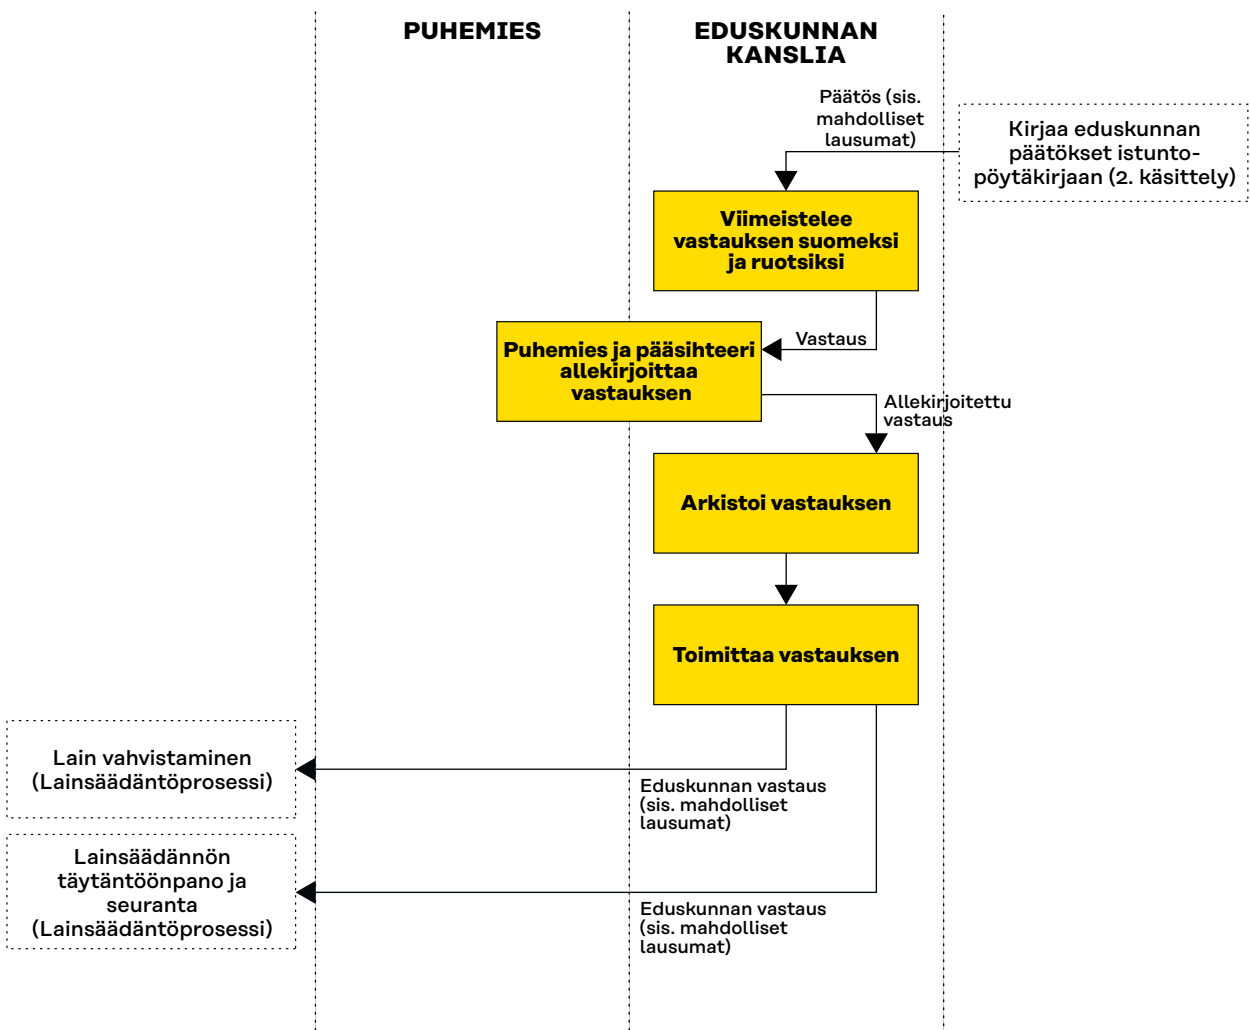 PUHEMIES
EDUSKUNNAN
KANSLIA
Päätös (sis.
mahdolliset
lausumat)
Kirjaa eduskunnan
päätökset istunto-
pöytäkirjaan (2. käsittely)
Viimeistelee
vastauksen suomeksi
ja ruotsiksi
Vastaus
Puhemies ja pääsihteeri
allekirjoittaa
vastauksen
Allekirjoitettu
vastaus
Arkistoi vastauksen
Toimittaa vastauksen
Lain vahvistaminen
(Lainsäädäntöprosessi)
Eduskunnan vastaus
(sis. mahdolliset
lausumat)
Lainsäädännön
täytäntöönpano ja
seuranta
(Lainsäädäntöprosessi)
Eduskunnan vastaus
(sis. mahdolliset
lausumat)